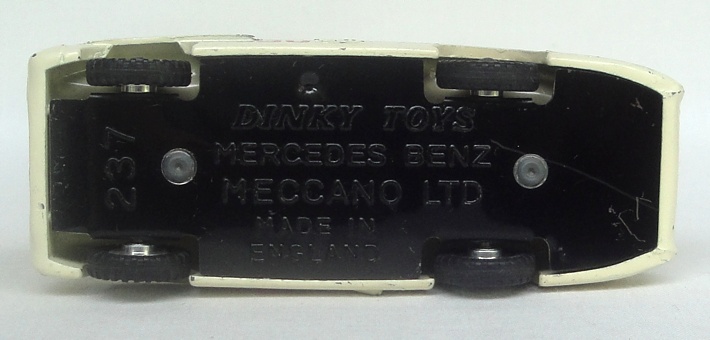 DINKY TOYS
MERCEDES BENZ
MECCANO LTD
MADE IN
ENGLAND
237